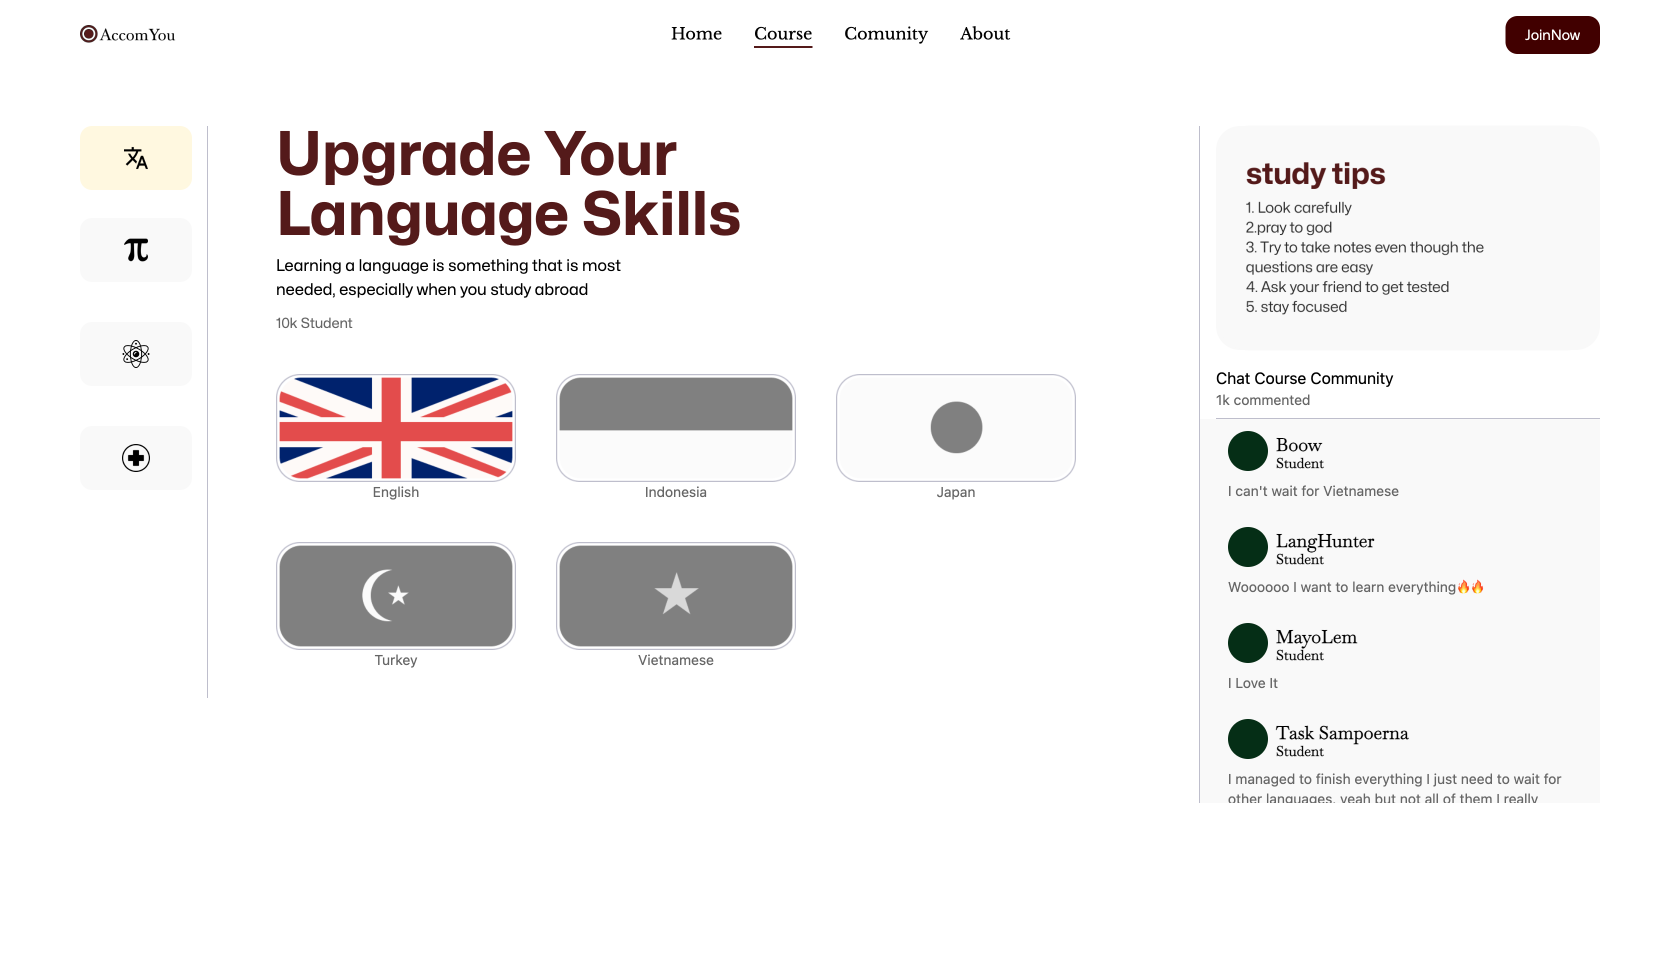 AccomYou
Home
Course
Comunity
About
JoinNow
Upgrade Your
Language Skills
Learning a language is something that is most
needed, especially when you study abroad
10k Student
English
Indonesia
Japan
Turkey
Vietnamese
study tips
1. Look carefully
2.pray to god
3. Try to take notes even though the
questions are easy
4. Ask your friend to get tested
5. stay focused
Chat Course Community
1k commented
Boow
Student
I can't wait for Vietnamese
LangHunter
Student
Woooooo I want to learn everything🔥🔥
MayoLem
Student
I Love It
Task Sampoerna
Student
I managed to finish everything I just need to wait for
other languages, yeah but not all of them I really